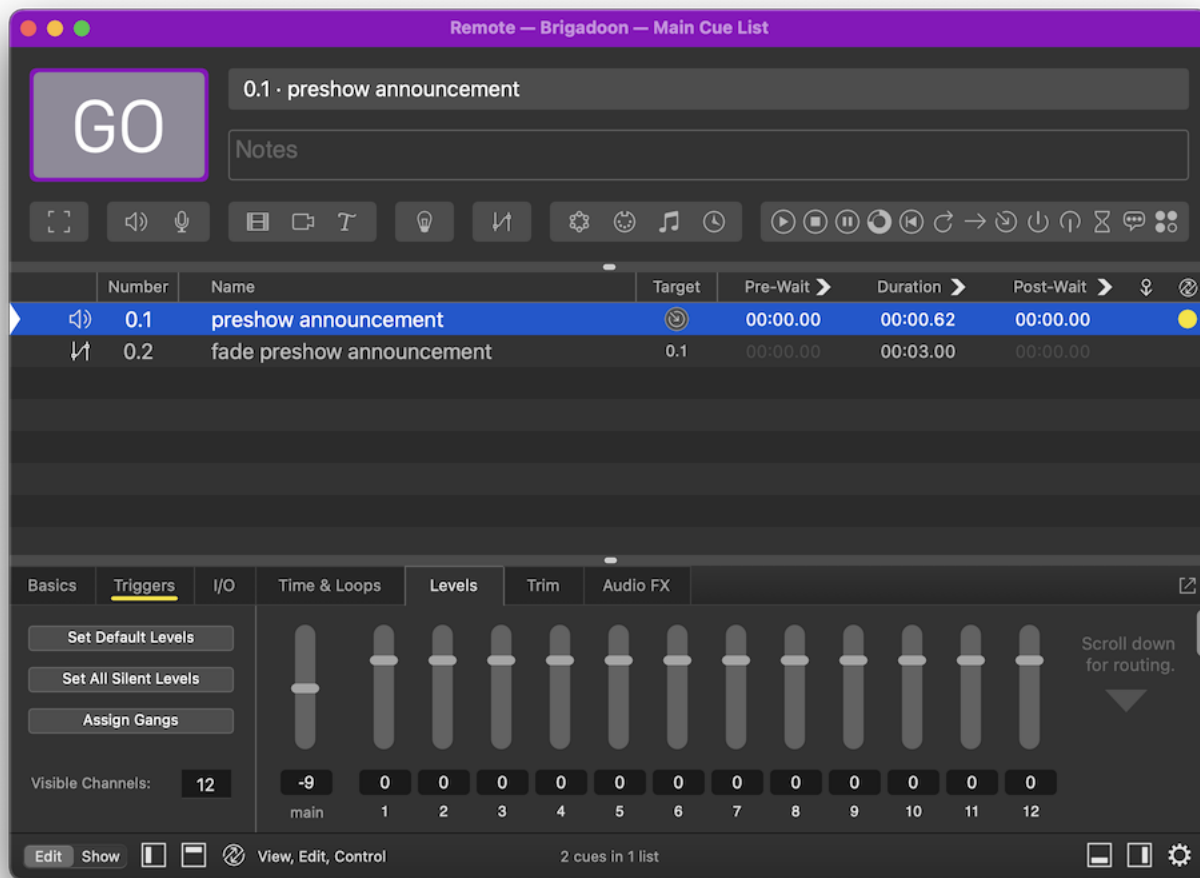 Remote — Brigadoon — Main Cue List
GO
0.1 · preshow announcement
Notes
Number Name Target Pre-Wait Duration Post-Wait
0.1 preshow announcement 00:00.00 00:00.62 00:00.00
0.2 fade preshow announcement 0.1 00:00.00 00:03.00 00:00.00
Basics Triggers I/O Time & Loops Levels Trim Audio FX
Set Default Levels
Set All Silent Levels
Assign Gangs
Scroll down
for routing.
Visible Channels: 12
-9 0 0 0 0 0 0 0 0 0 0 0 0
main 1 2 3 4 5 6 7 8 9 10 11 12
Edit Show View, Edit, Control 2 cues in 1 list